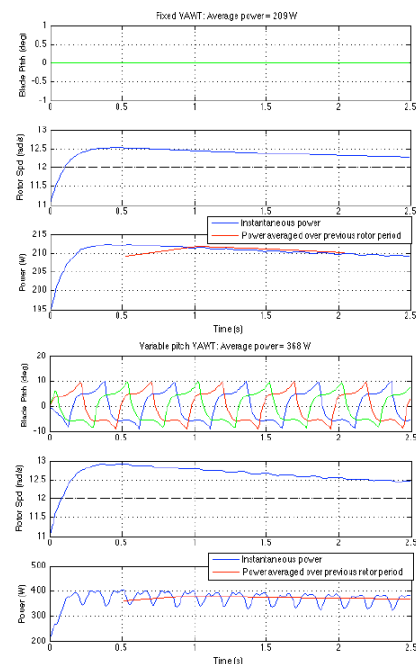 Fixed VAWT: Average power = 209 W
1
0.5
0
-0.5
-1
Blade Pitch (deg)
0 0.5 1 1.5 2 2.5
13
12.5
12
11.5
11
Rotor Spd (rad/s)
0 0.5 1 1.5 2 2.5
Instantaneous power
Power averaged over previous rotor period
215
210
205
200
195
Power (W)
0 0.5 1 1.5 2 2.5
Time (s)
Variable pitch VAWT: Average power = 368 W
20
10
0
-10
Blade Pitch (deg)
0 0.5 1 1.5 2 2.5
13
12.5
12
11.5
11
Rotor Spd (rad/s)
0 0.5 1 1.5 2 2.5
Instantaneous power
Power averaged over previous rotor period
500
400
300
200
Power (W)
0 0.5 1 1.5 2 2.5
Time (s)